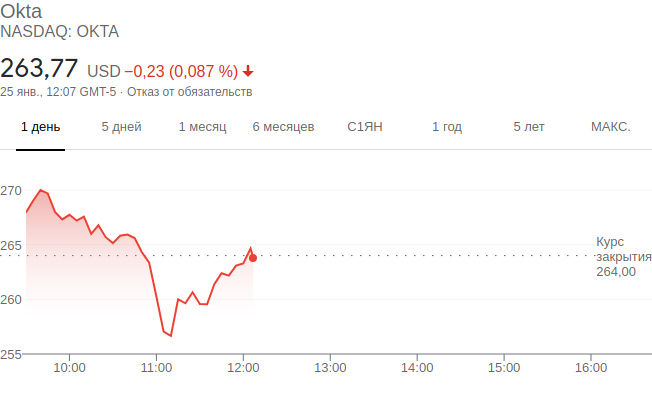 Okta
NASDAQ: OKTA
263,77 USD −0,23 (0,087 %)
25 янв., 12:07 GMT-5 · Отказ от обязательств
1 день 5 дней 1 месяц 6 месяцев С1ЯН 1 год 5 лет МАКС.
270
265
260
255
Курс
закрытия
264,00
10:00 11:00 12:00 13:00 14:00 15:00 16:00